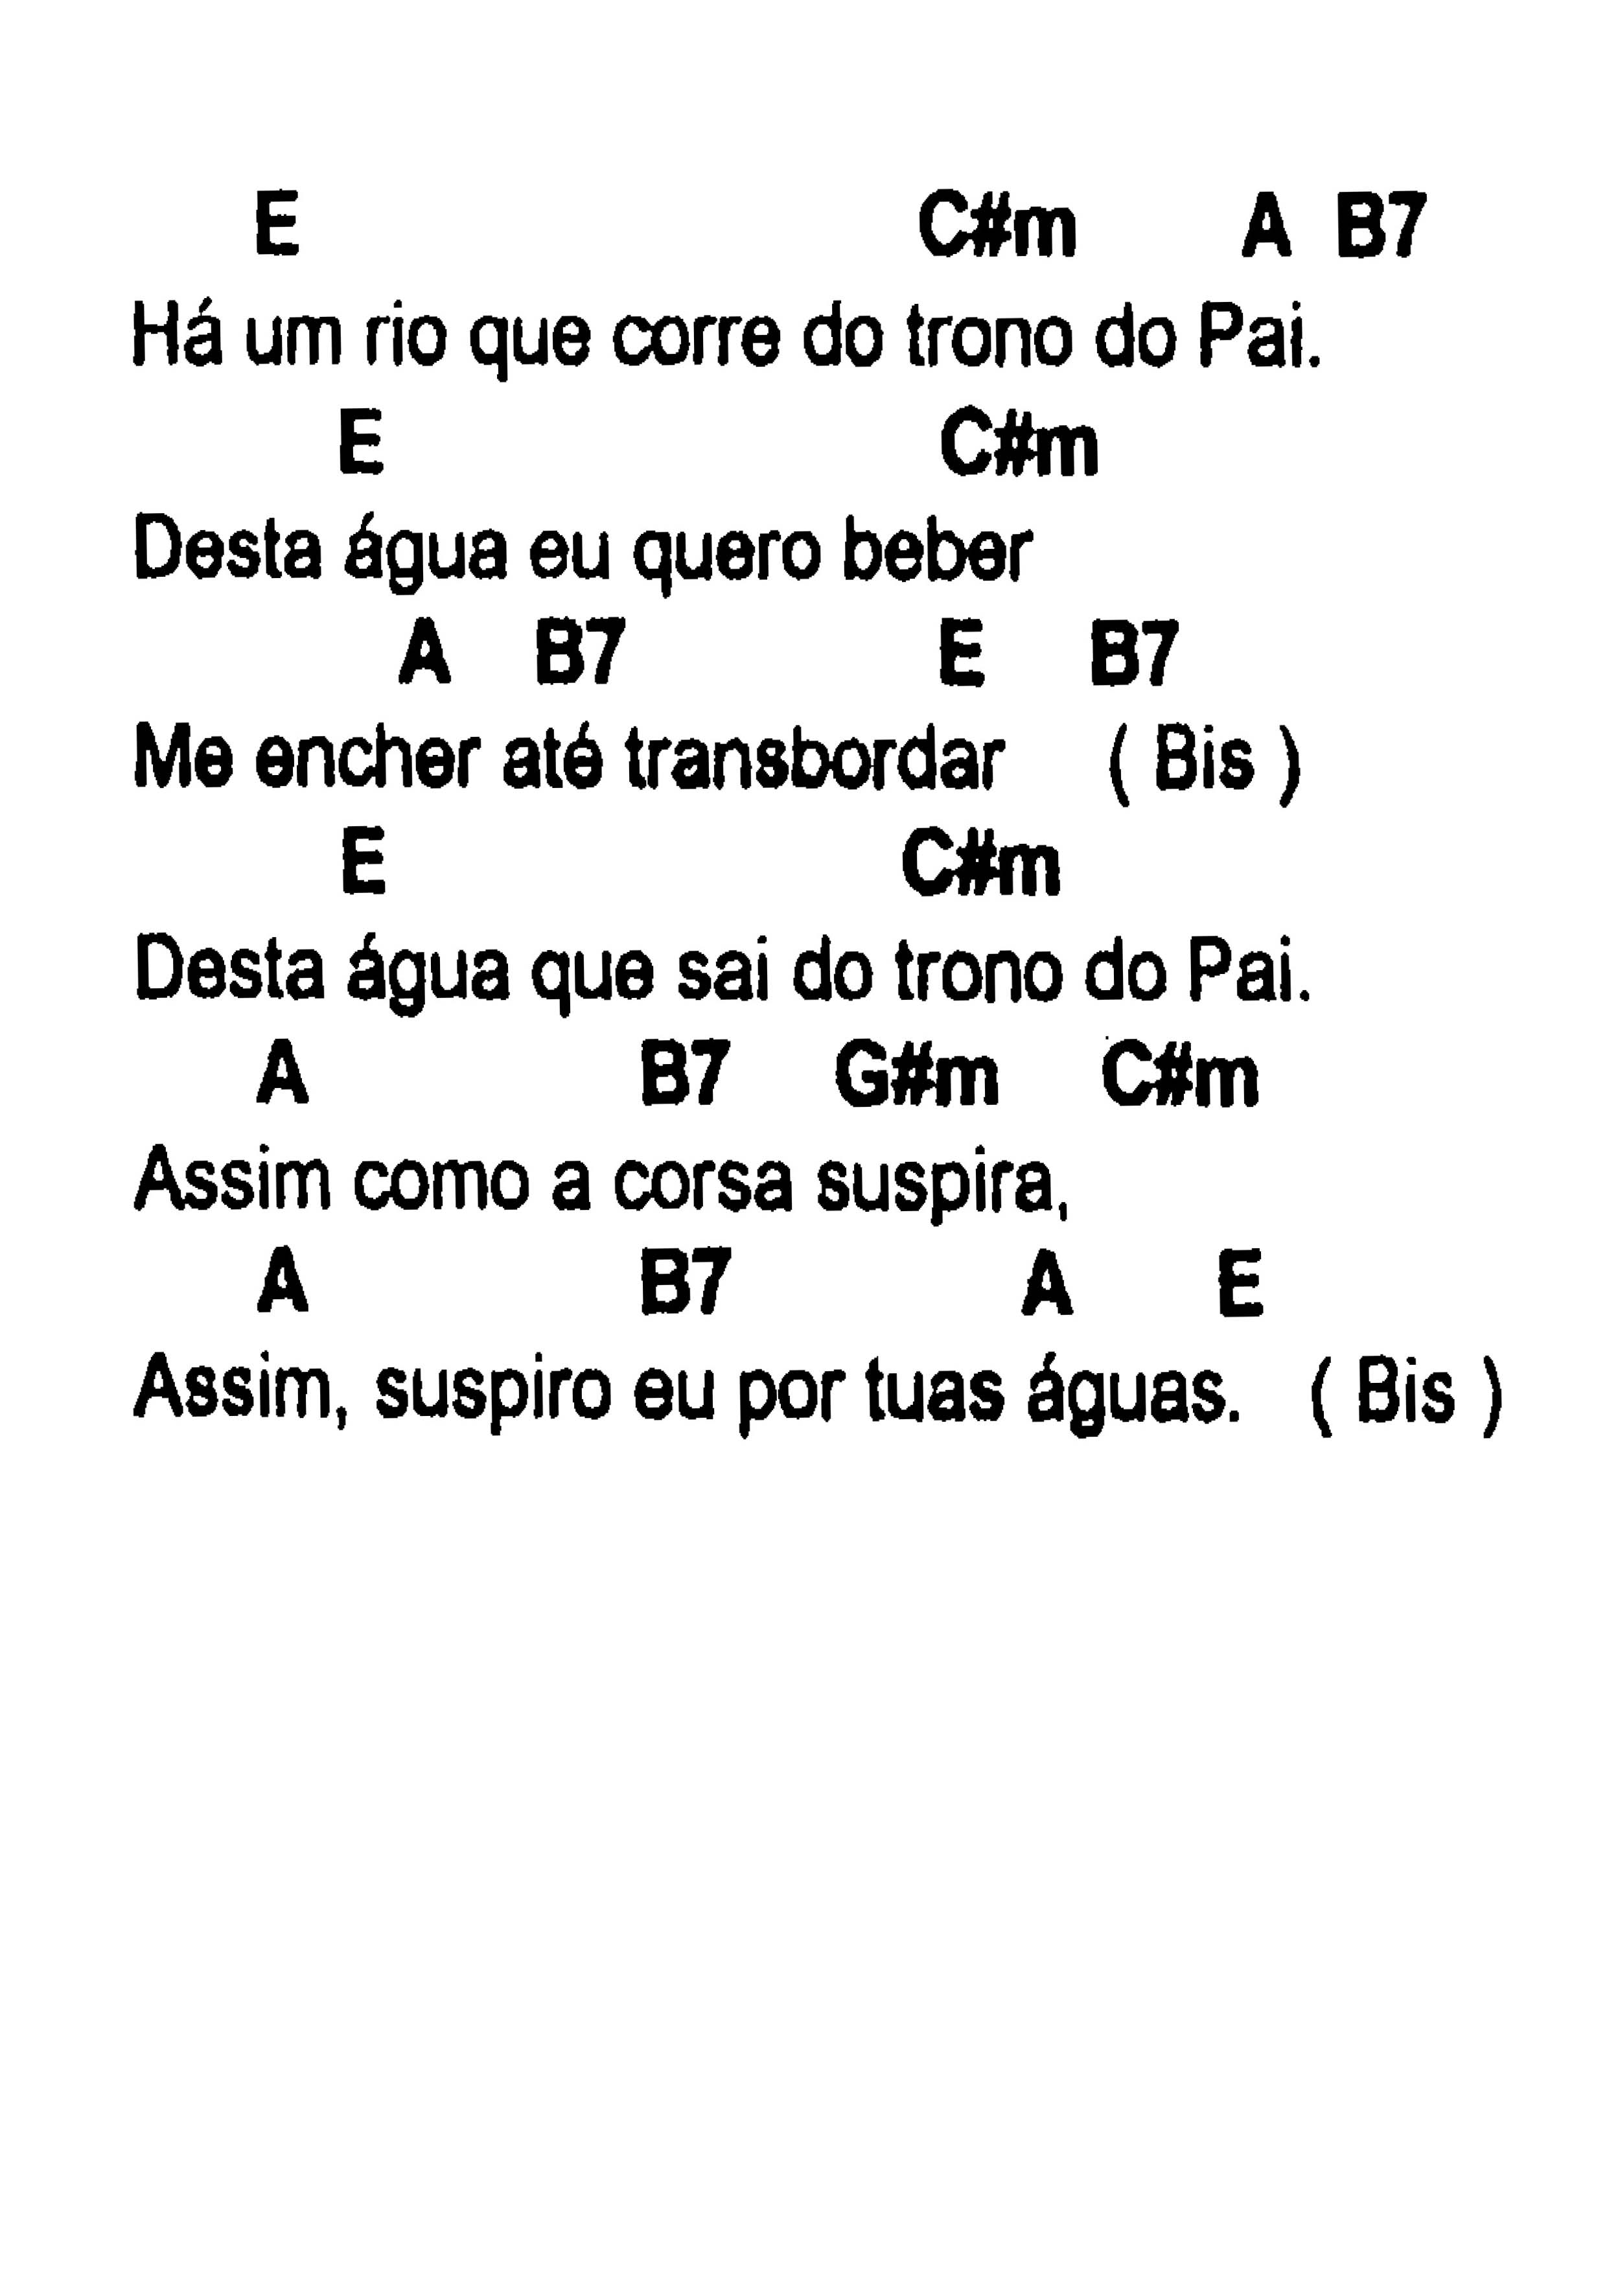 E C#m A B7
Há um rio que corre do trono do Pai.
E C#m
Desta água eu quero beber
A B7 E B7
Me encher até transbordar ( Bis )
E C#m
Desta água que sai do trono do Pai.
A B7 G#m C#m
Assim como a corsa suspira,
A B7 A E
Assim, suspiro eu por tuas águas. ( Bis )